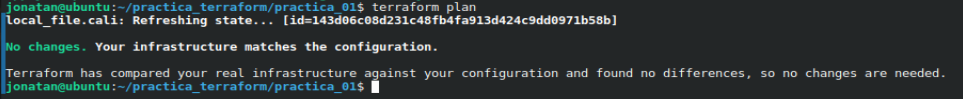 jonatan@ubuntu:~/practica_terraform/practica_01$ terraform plan
local_file.cali: Refreshing state... [id=143d06c08d231c48fb4fa913d424c9dd0971b58b]
No changes. Your infrastructure matches the configuration.
Terraform has compared your real infrastructure against your configuration and found no differences, so no changes are needed.
jonatan@ubuntu:~/practica_terraform/practica_01$